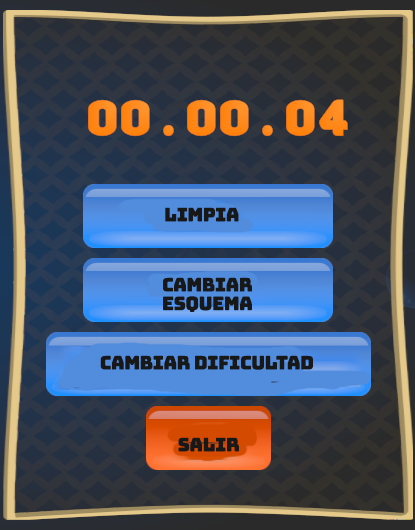 00.00.04
LIMPIA
CAMBIAR
ESQUEMA
CAMBIAR DIFICULTAD
SALIR